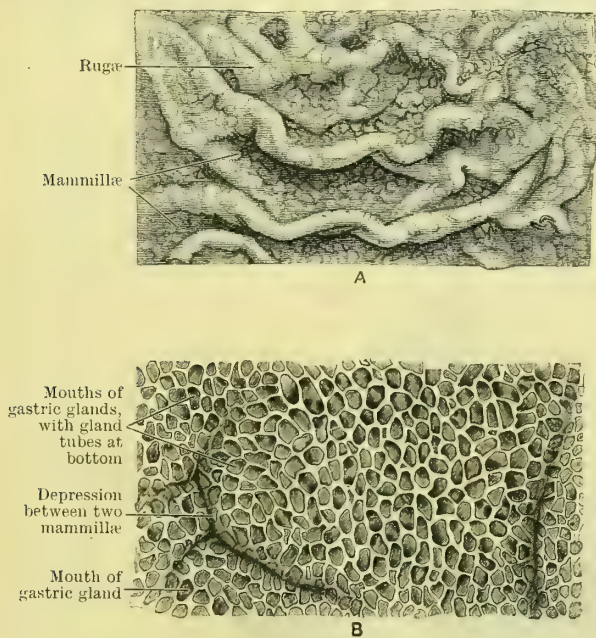 Rugæ
Mammillæ
A
Mouths of
gastric glands,
with gland
tubes at
bottom
Depression
between two
mammillæ
Mouth of
gastric gland
B